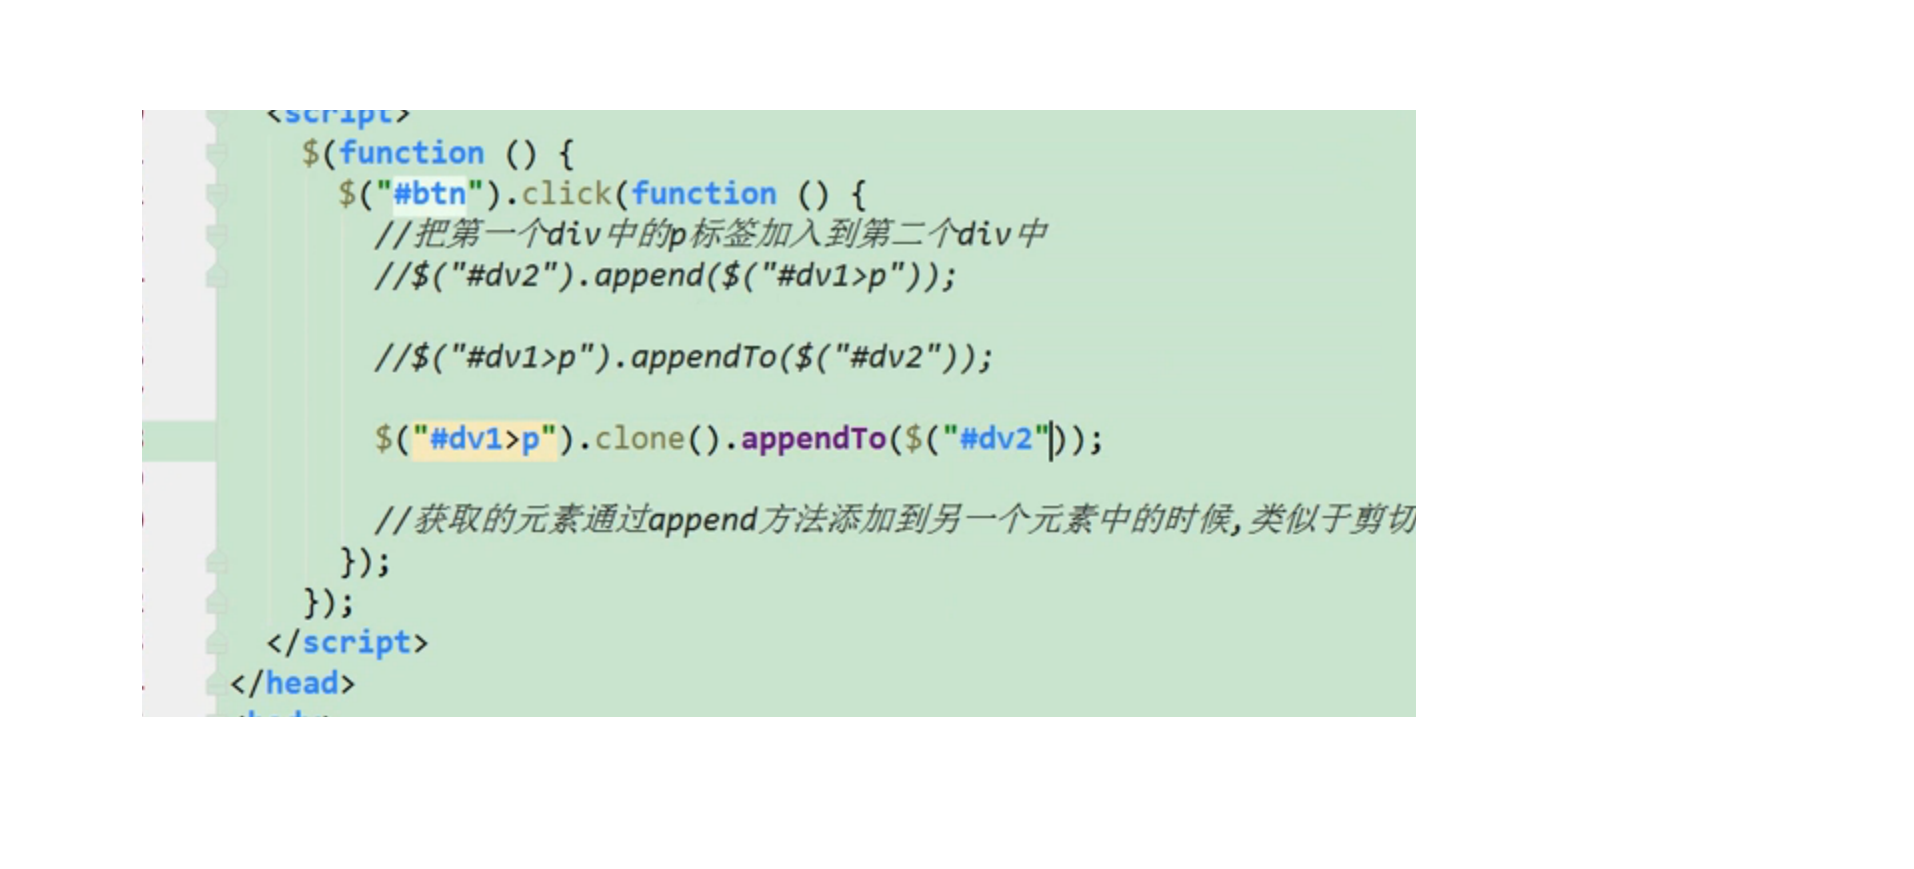 <script>
$(function () {
$("#btn").click(function () {
//把第一个div中的p标签加入到第二个div中
//$("#dv2").append($("#dv1>p"));
//$("#dv1>p").appendTo($("#dv2"));
$("#dv1>p").clone().appendTo($("#dv2"));
//获取的元素通过append方法添加到另一个元素中的时候,类似于剪切
});
});
</script>
</head>